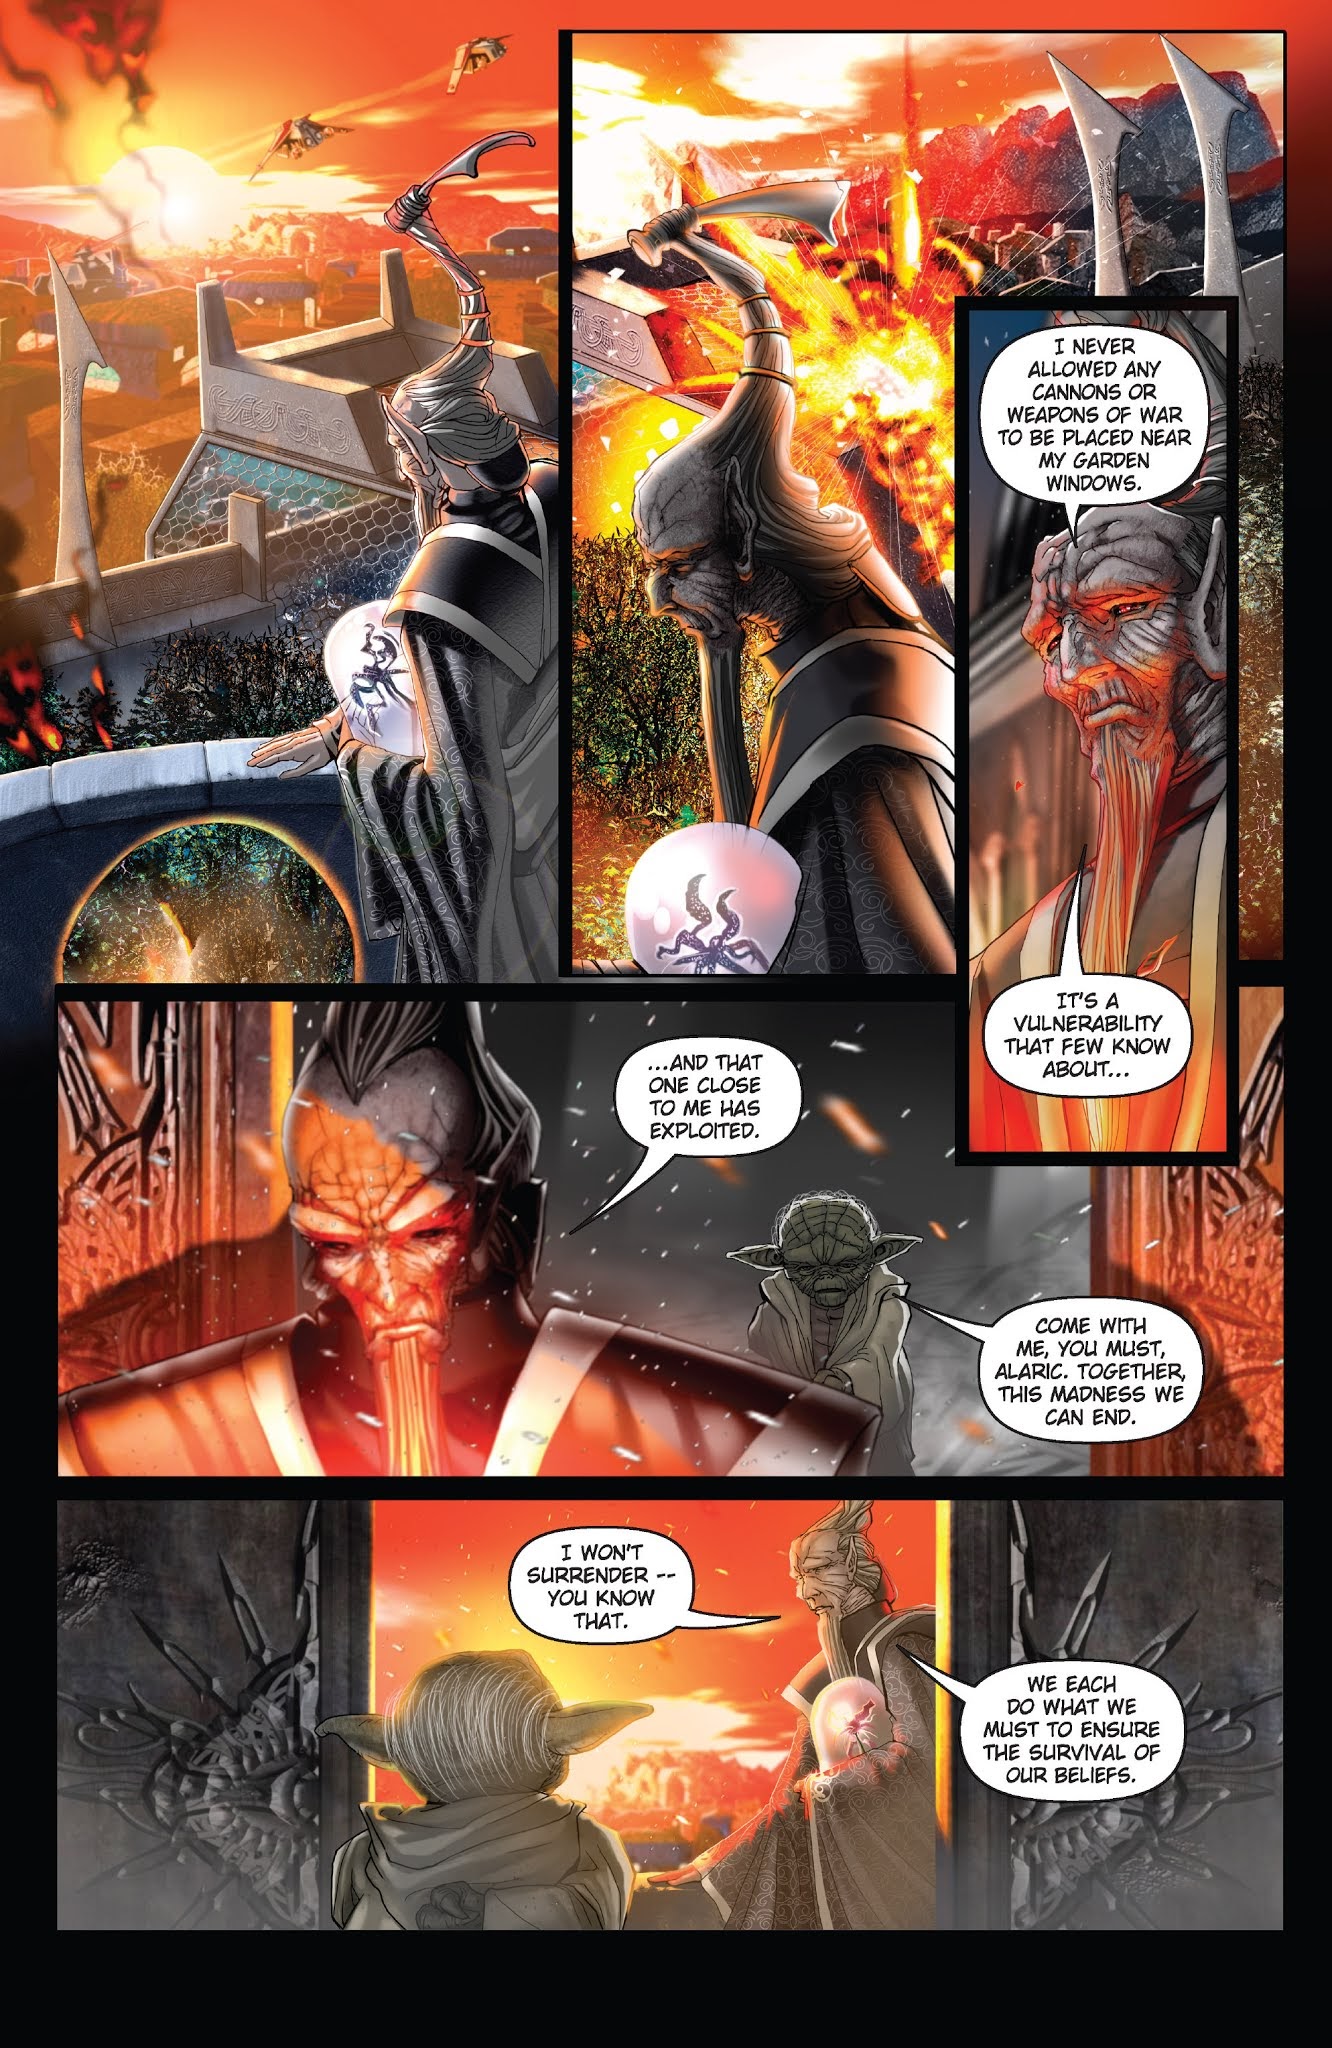 I NEVER
ALLOWED ANY
CANNONS OR
WEAPONS OF WAR
TO BE PLACED NEAR
MY GARDEN
WINDOWS.
IT'S A
VULNERABILITY
THAT FEW KNOW
ABOUT...
...AND THAT
ONE CLOSE
TO ME HAS
EXPLOITED.
COME WITH
ME, YOU MUST,
ALARIC. TOGETHER,
THIS MADNESS WE
CAN END.
I WON'T
SURRENDER --
YOU KNOW
THAT.
WE EACH
DO WHAT WE
MUST TO ENSURE
THE SURVIVAL OF
OUR BELIEFS.